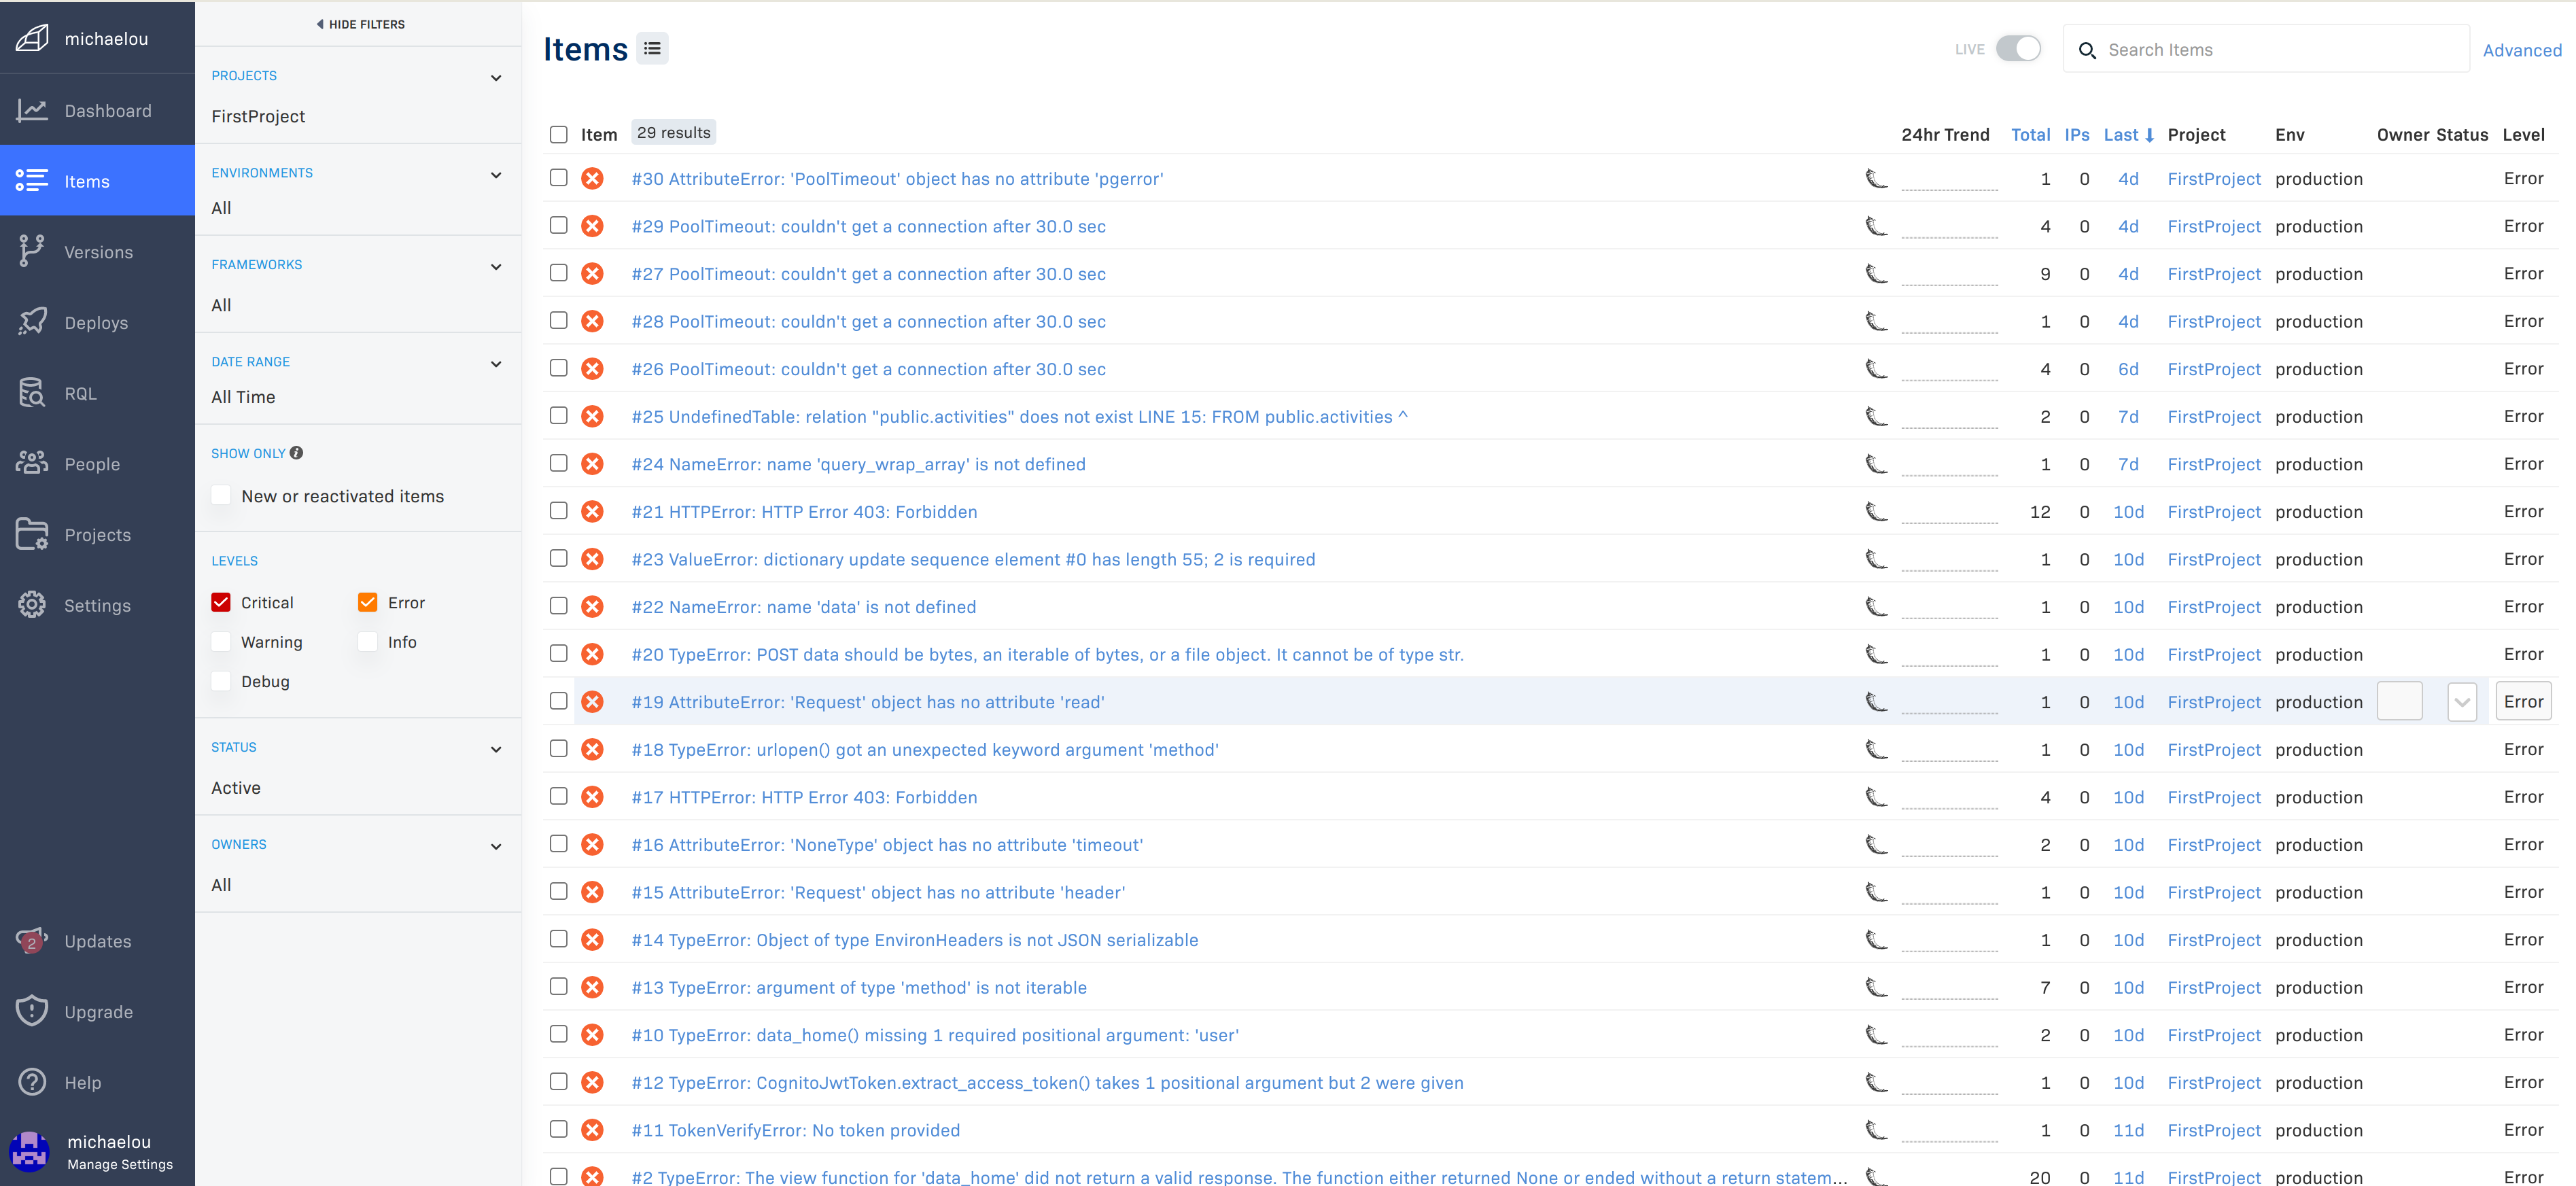 michaelou
Dashboard
Items
Versions
Deploys
RQL
People
Projects
Settings
2
Updates
Upgrade
Help
michaelou
Manage Settings
HIDE FILTERS
PROJECTS
FirstProject
ENVIRONMENTS
All
FRAMEWORKS
All
DATE RANGE
All Time
SHOW ONLY
New or reactivated items
LEVELS
Critical Error
Warning Info
Debug
STATUS
Active
OWNERS
All
Items
LIVE Search Items Advanced
Item 29 results 24hr Trend Total IPs Last Project Env Owner Status Level
#30 AttributeError: 'PoolTimeout' object has no attribute 'pgerror' 1 0 4d FirstProject production Error
#29 PoolTimeout: couldn't get a connection after 30.0 sec 4 0 4d FirstProject production Error
#27 PoolTimeout: couldn't get a connection after 30.0 sec 9 0 4d FirstProject production Error
#28 PoolTimeout: couldn't get a connection after 30.0 sec 1 0 4d FirstProject production Error
#26 PoolTimeout: couldn't get a connection after 30.0 sec 4 0 6d FirstProject production Error
#25 UndefinedTable: relation "public.activities" does not exist LINE 15: FROM public.activities ^ 2 0 7d FirstProject production Error
#24 NameError: name 'query_wrap_array' is not defined 1 0 7d FirstProject production Error
#21 HTTPError: HTTP Error 403: Forbidden 12 0 10d FirstProject production Error
#23 ValueError: dictionary update sequence element #0 has length 55; 2 is required 1 0 10d FirstProject production Error
#22 NameError: name 'data' is not defined 1 0 10d FirstProject production Error
#20 TypeError: POST data should be bytes, an iterable of bytes, or a file object. It cannot be of type str. 1 0 10d FirstProject production Error
#19 AttributeError: 'Request' object has no attribute 'read' 1 0 10d FirstProject production Error
#18 TypeError: urlopen() got an unexpected keyword argument 'method' 1 0 10d FirstProject production Error
#17 HTTPError: HTTP Error 403: Forbidden 4 0 10d FirstProject production Error
#16 AttributeError: 'NoneType' object has no attribute 'timeout' 2 0 10d FirstProject production Error
#15 AttributeError: 'Request' object has no attribute 'header' 1 0 10d FirstProject production Error
#14 TypeError: Object of type EnvironHeaders is not JSON serializable 1 0 10d FirstProject production Error
#13 TypeError: argument of type 'method' is not iterable 7 0 10d FirstProject production Error
#10 TypeError: data_home() missing 1 required positional argument: 'user' 2 0 10d FirstProject production Error
#12 TypeError: CognitoJwtToken.extract_access_token() takes 1 positional argument but 2 were given 1 0 10d FirstProject production Error
#11 TokenVerifyError: No token provided 1 0 11d FirstProject production Error
#2 TypeError: The view function for 'data_home' did not return a valid response. The function either returned None or ended without a return statem... 20 0 11d FirstProject production Error